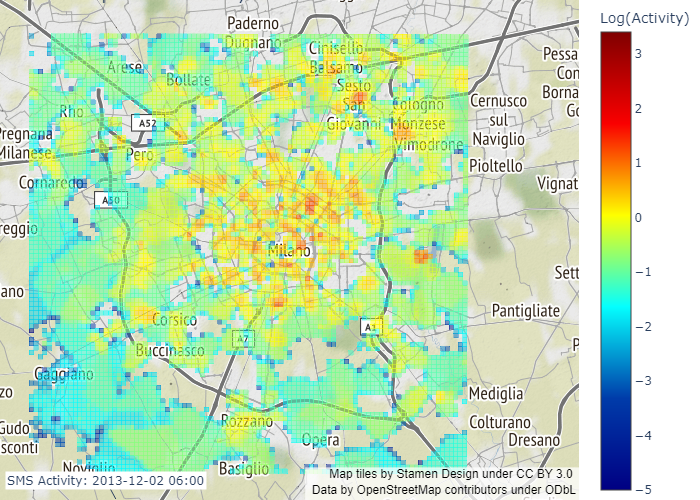 Paderno
Dugnano
Cinisello
Balsamo
Arese
Bollate
Pessa
Con
Borna
Go
Sesto
San
Giovanni
Cologno
Monzese
Cernusco
sul
Naviglio
Rho
A52
Pregnana
Milanese
Pero
Vimodrone
Pioltello
Cornaredo
A50
Vignat
reggio
Milano
Sett
ano
Pantigliate
Corsico
A1
A7
Buccinasco
P
Gaggiano
zo
Mediglia
Rozzano
Colturano
Gudo
sconti
Opera
Dresano
Noviglio
Basiglio
SMS Activity: 2013-12-02 06:00
Map tiles by Stamen Design under CC BY 3.0
Data by OpenStreetMap contributors under ODbL
Log(Activity)
3
2
1
0
−1
−2
−3
−4
−5